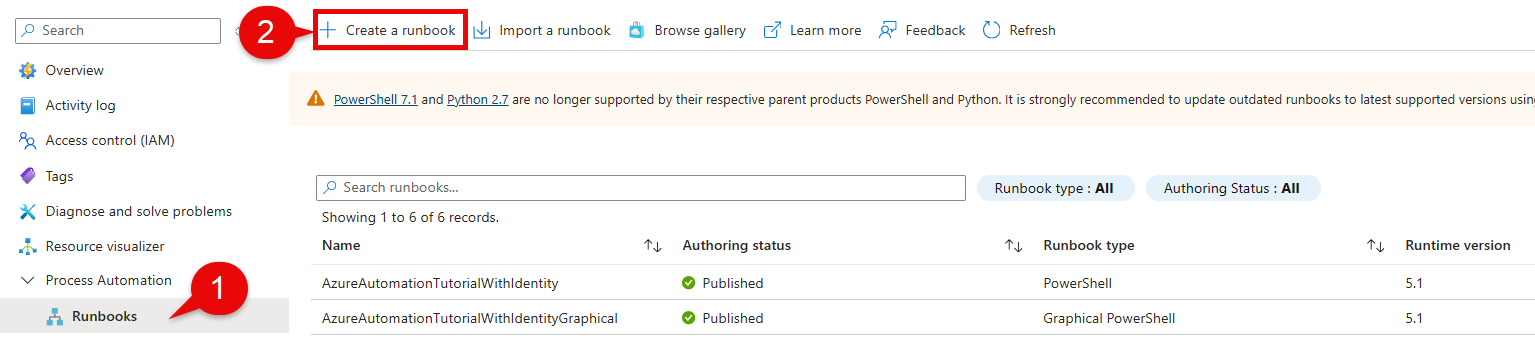 Search
2
Create a runbook Import a runbook Browse gallery Learn more Feedback Refresh
Overview
Activity log
Access control (IAM)
Tags
Diagnose and solve problems
Resource visualizer
Process Automation
Runbooks
1
PowerShell 7.1 and Python 2.7 are no longer supported by their respective parent products PowerShell and Python. It is strongly recommended to update outdated runbooks to latest supported versions usin
Search runbooks...
Runbook type : All
Authoring Status : All
Showing 1 to 6 of 6 records.
Name Authoring status Runbook type Runtime version
AzureAutomationTutorialWithIdentity Published PowerShell 5.1
AzureAutomationTutorialWithIdentityGraphical Published Graphical PowerShell 5.1